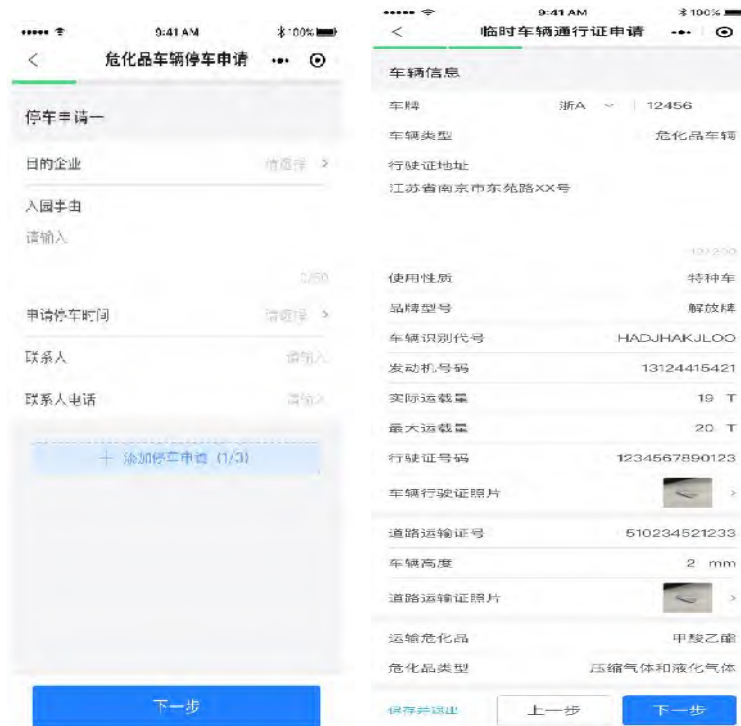 9:41 AM
100%
危化品车辆停车申请
停车申请一
目的企业 请选择
入园事由
请输入
0/50
申请停车时间 请选择
联系人 请输入
联系人电话 请输入
+ 添加停车申请 (1/3)
下一步
9:41 AM
100%
临时车辆通行证申请
车辆信息
车牌 浙A 12456
车辆类型 危化品车辆
行驶证地址
江苏省南京市东苑路XX号
使用性质 特种车
品牌型号 解放牌
车辆识别代号 HADJHAKJLOO
发动机号码 13124415421
实际运载量 19 T
最大运载量 20 T
行驶证号码 1234567890123
车辆行驶证照片
道路运输证号 510234521233
车辆高度 2 mm
道路运输证照片
运输危化品 甲酸乙酯
危化品类型 压缩气体和液化气体
保存并退出 上一步 下一步